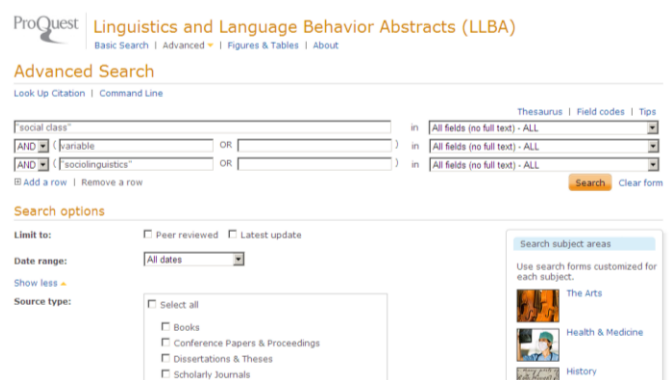 ProQuest Linguistics and Language Behavior Abstracts (LLBA)
Basic Search | Advanced | Figures & Tables | About
Advanced Search
Look Up Citation | Command Line
Thesaurus | Field codes | Tips
"social class" in All fields (no full text) - ALL
AND ( variable OR ) in All fields (no full text) - ALL
AND ( "sociolinguistics" OR ) in All fields (no full text) - ALL
Add a row | Remove a row Search Clear form
Search options
Limit to: Peer reviewed Latest update
Date range: All dates
Show less
Source type: Select all
Books
Conference Papers & Proceedings
Dissertations & Theses
Scholarly Journals
Search subject areas
Use search forms customized for
each subject.
The Arts
Health & Medicine
History